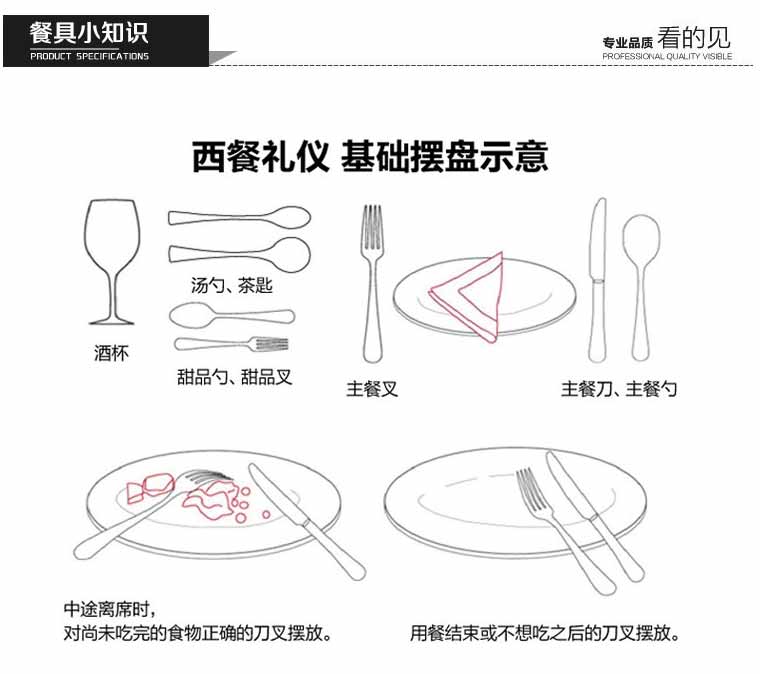 餐具小知识
PRODUCT SPECIFICATIONS
专业品质 看的见
PROFESSIONAL QUALITY VISIBLE
西餐礼仪 基础摆盘示意
汤勺、茶匙
酒杯
甜品勺、甜品叉
主餐叉
主餐刀、主餐勺
中途离席时，
对尚未吃完的食物正确的刀叉摆放。
用餐结束或不想吃之后的刀叉摆放。